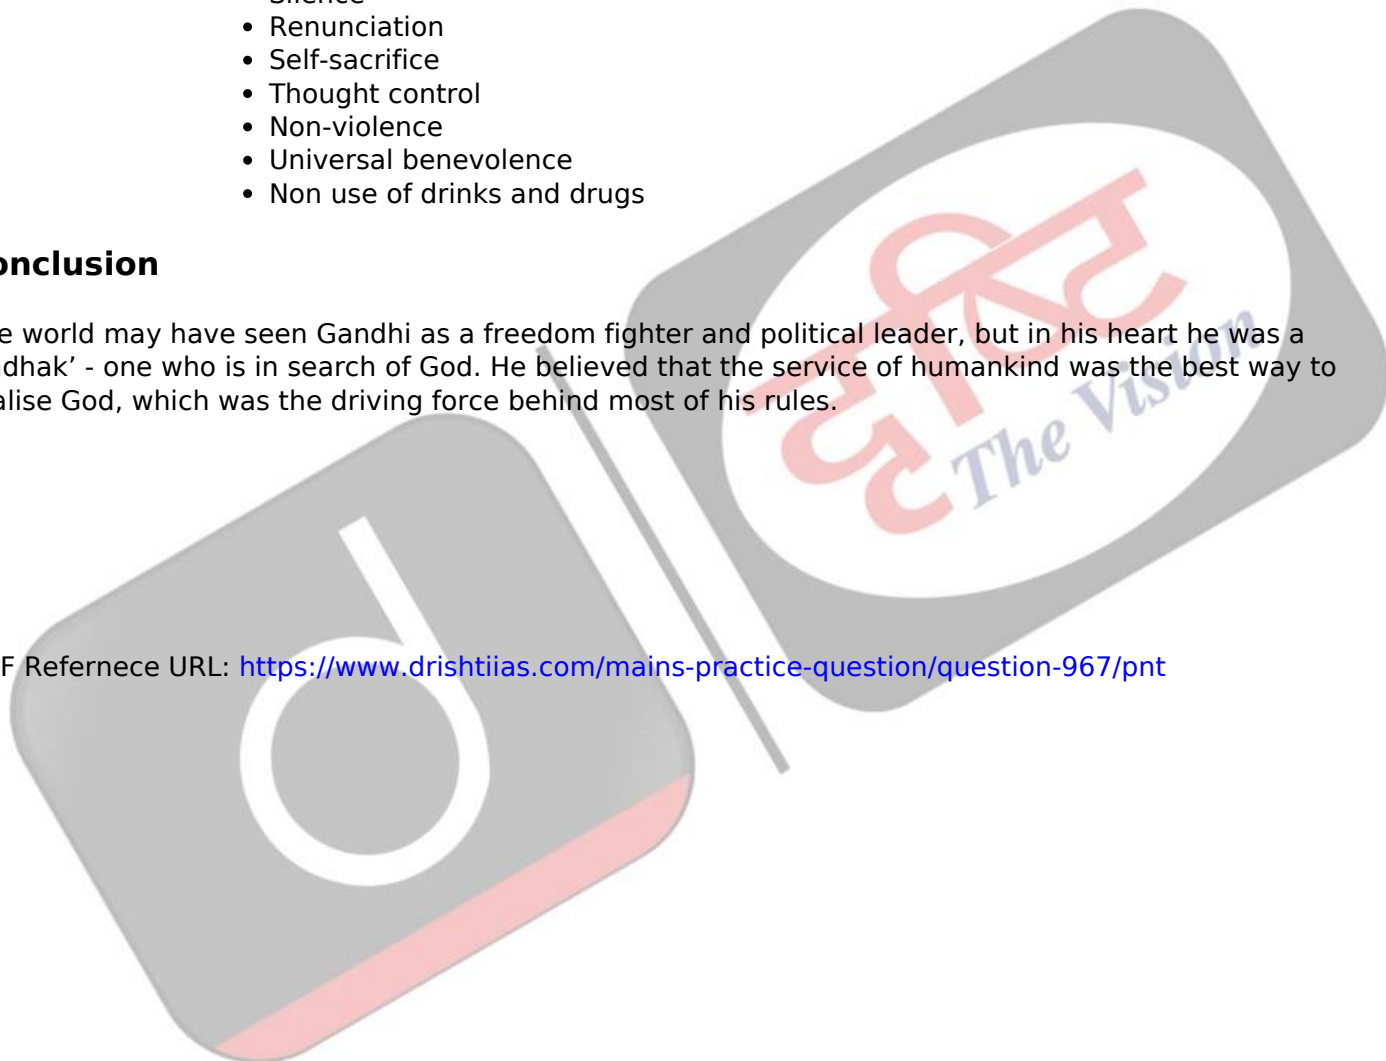 Silence
Renunciation
Self-sacrifice
Thought control
Non-violence
Universal benevolence
Non use of drinks and drugs
onclusion
e world may have seen Gandhi as a freedom fighter and political leader, but in his heart he was a
dhak’ - one who is in search of God. He believed that the service of humankind was the best way to
alise God, which was the driving force behind most of his rules.
दृष्टि
The Vision
d
F Refernece URL: https://www.drishtiias.com/mains-practice-question/question-967/pnt